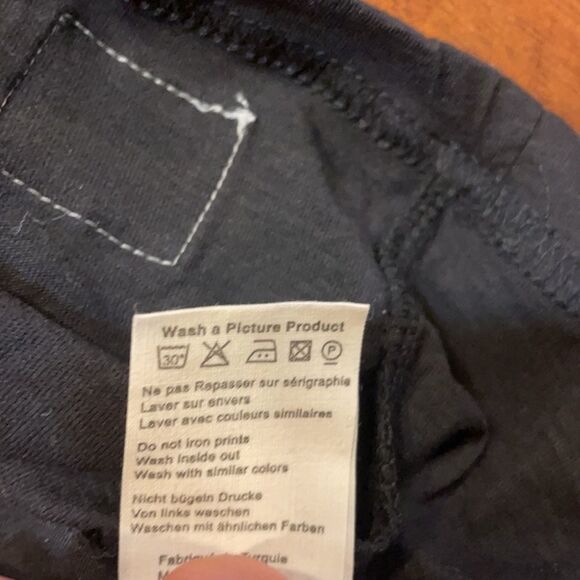 Wash a Picture Product
30°
P
Ne pas Repasser sur sérigraphie
Laver sur envers
Laver avec couleurs similaires
Do not iron prints
Wash inside out
Wash with similar colors
Nicht bügeln Drucke
Von links waschen
Waschen mit ähnlichen Farben
Turquie